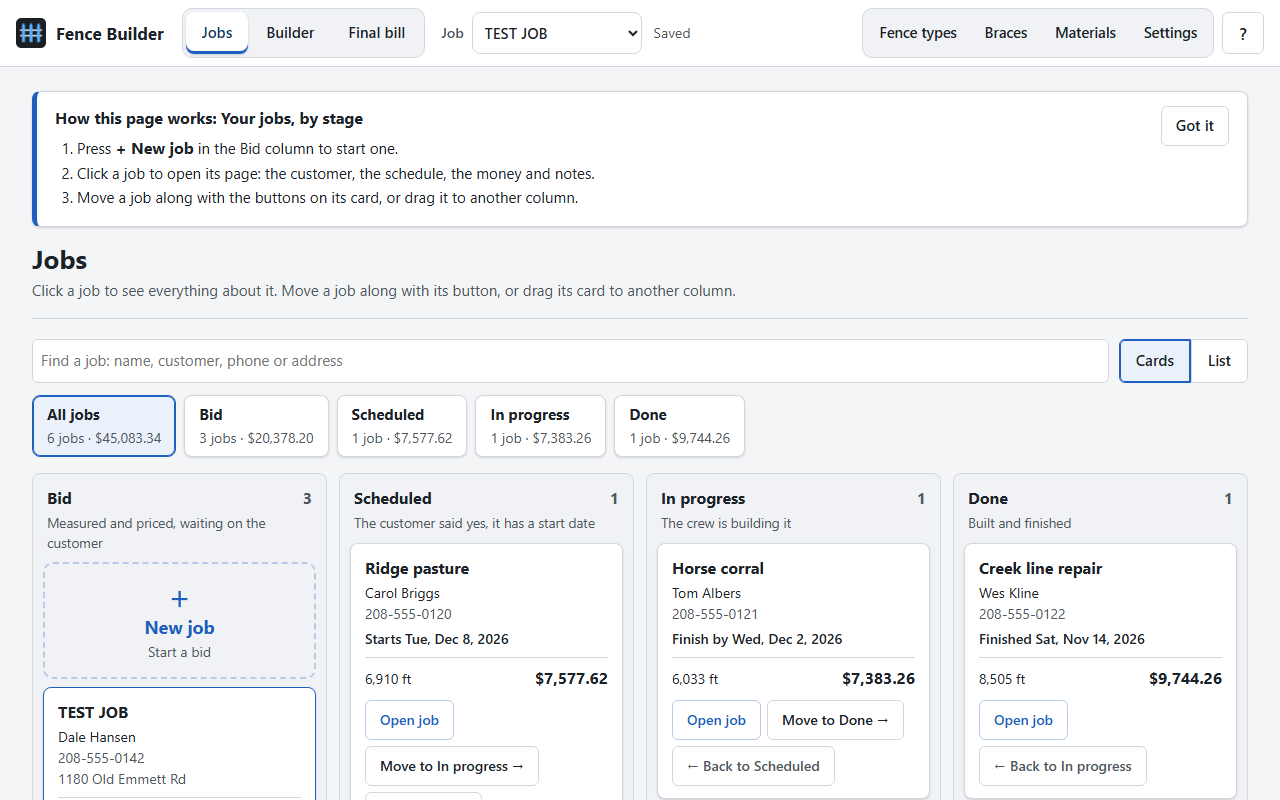 Fence Builder
Jobs
Builder
Final bill
Job
TEST JOB
Saved
Fence types
Braces
Materials
Settings
?
How this page works: Your jobs, by stage
Got it
1. Press + New job in the Bid column to start one.
2. Click a job to open its page: the customer, the schedule, the money and notes.
3. Move a job along with the buttons on its card, or drag it to another column.
Jobs
Click a job to see everything about it. Move a job along with its button, or drag its card to another column.
Find a job: name, customer, phone or address
Cards
List
All jobs
6 jobs · $45,083.34
Bid
3 jobs · $20,378.20
Scheduled
1 job · $7,577.62
In progress
1 job · $7,383.26
Done
1 job · $9,744.26
Bid
3
Measured and priced, waiting on the
customer
+
New job
Start a bid
TEST JOB
Dale Hansen
208-555-0142
1180 Old Emmett Rd
Scheduled
1
The customer said yes, it has a start date
Ridge pasture
Carol Briggs
208-555-0120
Starts Tue, Dec 8, 2026
6,910 ft
$7,577.62
Open job
Move to In progress →
In progress
1
The crew is building it
Horse corral
Tom Albers
208-555-0121
Finish by Wed, Dec 2, 2026
6,033 ft
$7,383.26
Open job
Move to Done →
← Back to Scheduled
Done
1
Built and finished
Creek line repair
Wes Kline
208-555-0122
Finished Sat, Nov 14, 2026
8,505 ft
$9,744.26
Open job
← Back to In progress